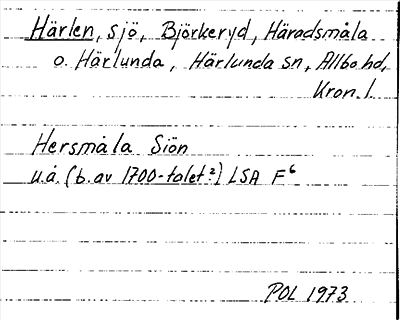 Härlen, sjö, Björkeryd, Häradsmåla
o. Härlunda, Härlunda sn, Allbo hd,
Kron. l.
Hersmåla Siön
u.å. (b. av 1700-talet?) LSA F6
POL 1973